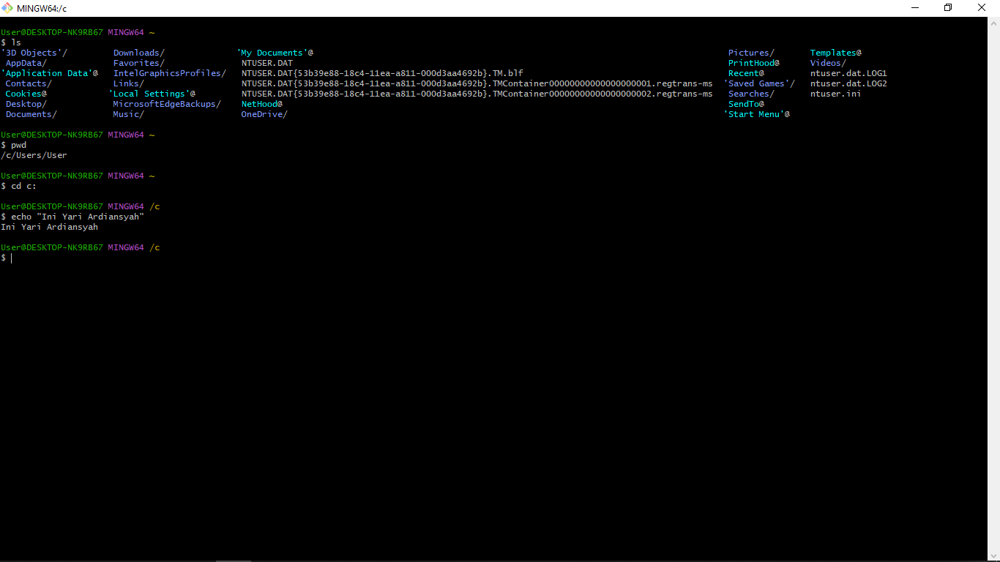 MINGW64:/c
User@DESKTOP-NK9RB67 MINGW64 ~
$ ls
'3D Objects'/ Downloads/ 'My Documents'@ Pictures/ Templates@
AppData/ Favorites/ NTUSER.DAT PrintHood@ Videos/
'Application Data'@ IntelGraphicsProfiles/ NTUSER.DAT{53b39e88-18c4-11ea-a811-000d3aa4692b}.TM.blf Recent@ ntuser.dat.LOG1
Contacts/ Links/ NTUSER.DAT{53b39e88-18c4-11ea-a811-000d3aa4692b}.TMContainer00000000000000000001.regtrans-ms 'Saved Games'/ ntuser.dat.LOG2
Cookies@ 'Local Settings'@ NTUSER.DAT{53b39e88-18c4-11ea-a811-000d3aa4692b}.TMContainer00000000000000000002.regtrans-ms Searches/ ntuser.ini
Desktop/ MicrosoftEdgeBackups/ NetHood@ SendTo@
Documents/ Music/ OneDrive/ 'Start Menu'@
User@DESKTOP-NK9RB67 MINGW64 ~
$ pwd
/c/Users/User
User@DESKTOP-NK9RB67 MINGW64 ~
$ cd c:
User@DESKTOP-NK9RB67 MINGW64 /c
$ echo "Ini Yari Ardiansyah"
Ini Yari Ardiansyah
User@DESKTOP-NK9RB67 MINGW64 /c
$